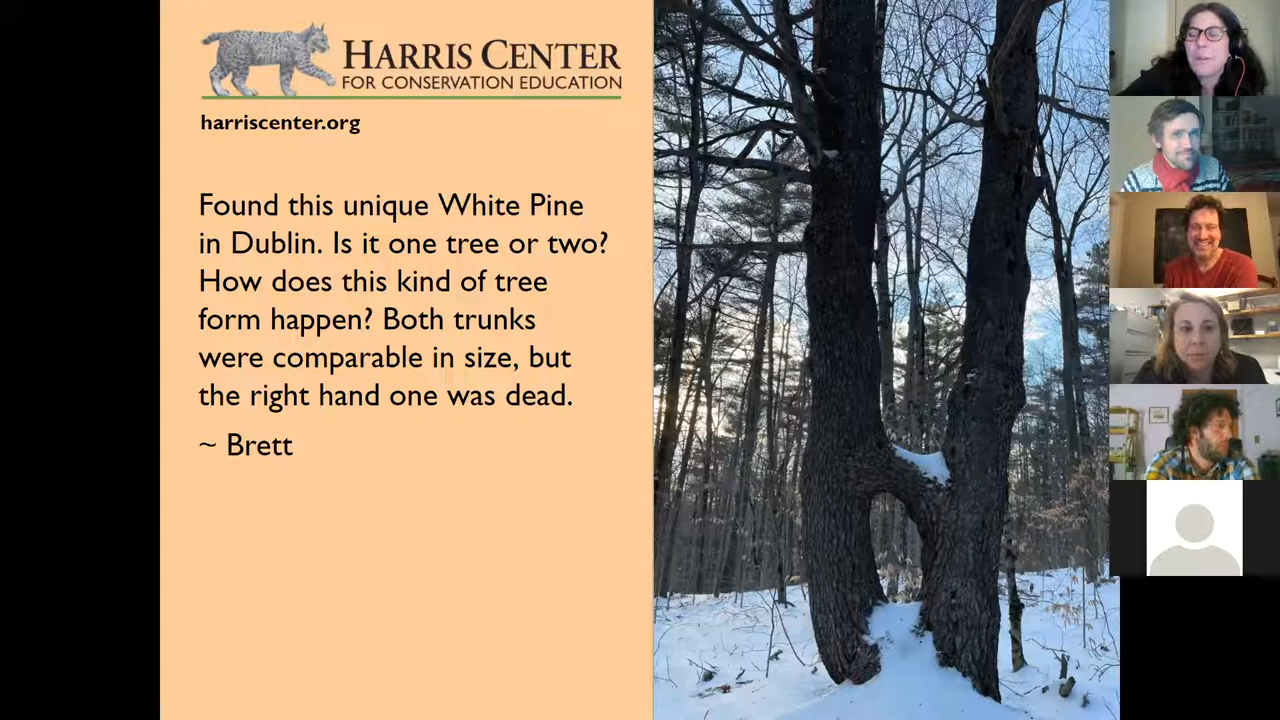 HARRIS CENTER
FOR CONSERVATION EDUCATION
harriscenter.org
Found this unique White Pine
in Dublin. Is it one tree or two?
How does this kind of tree
form happen? Both trunks
were comparable in size, but
the right hand one was dead.
~ Brett